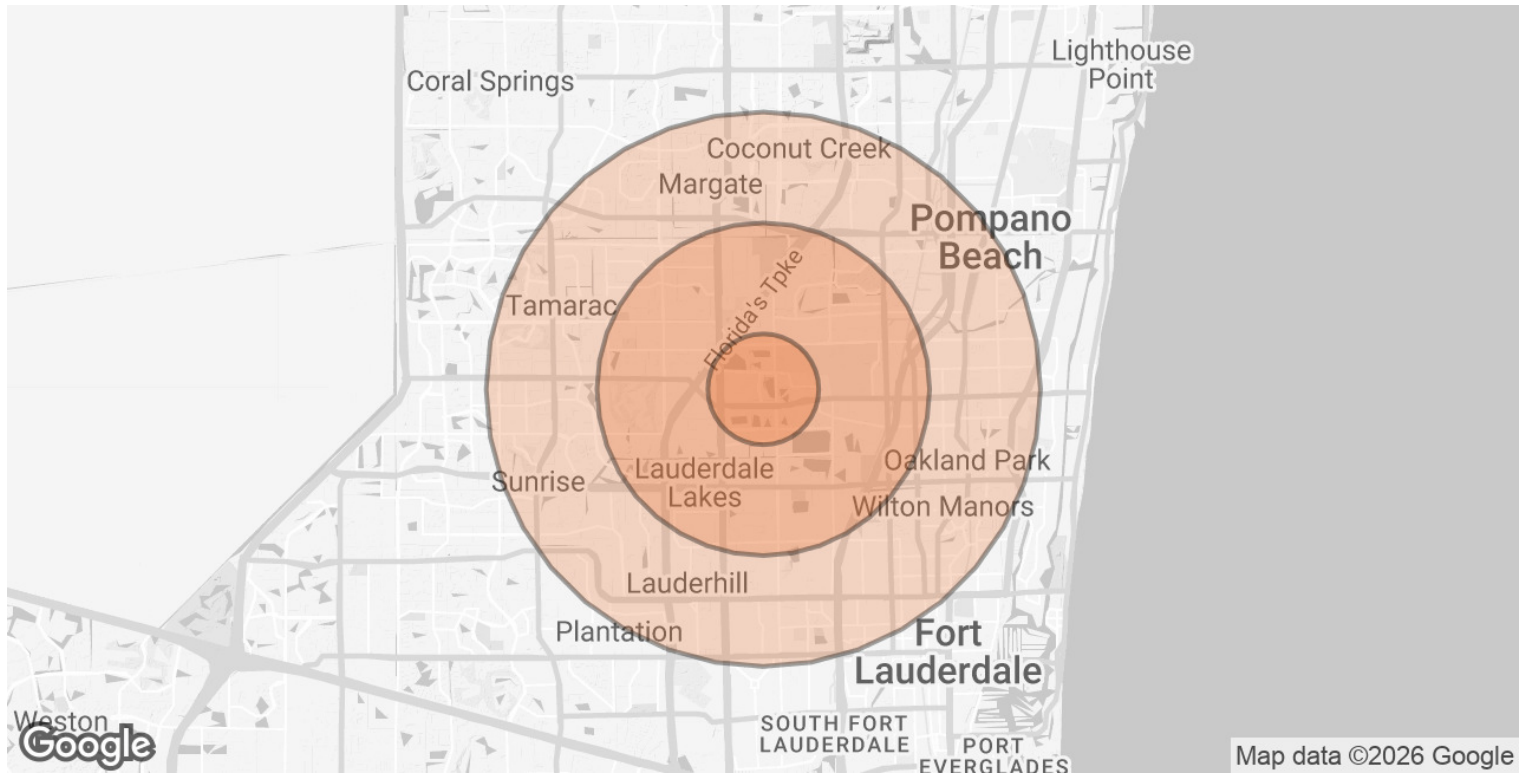 Lighthouse
Point
Coral Springs
Coconut Creek
Margate
Pompano
Beach
Florida's Tpke
Tamarac
Lauderdale
Lakes
Oakland Park
Sunrise
Wilton Manors
Lauderhill
Plantation
Fort
Lauderdale
Weston
SOUTH FORT
LAUDERDALE
PORT
EVERGLADES
Google
Map data ©2026 Google